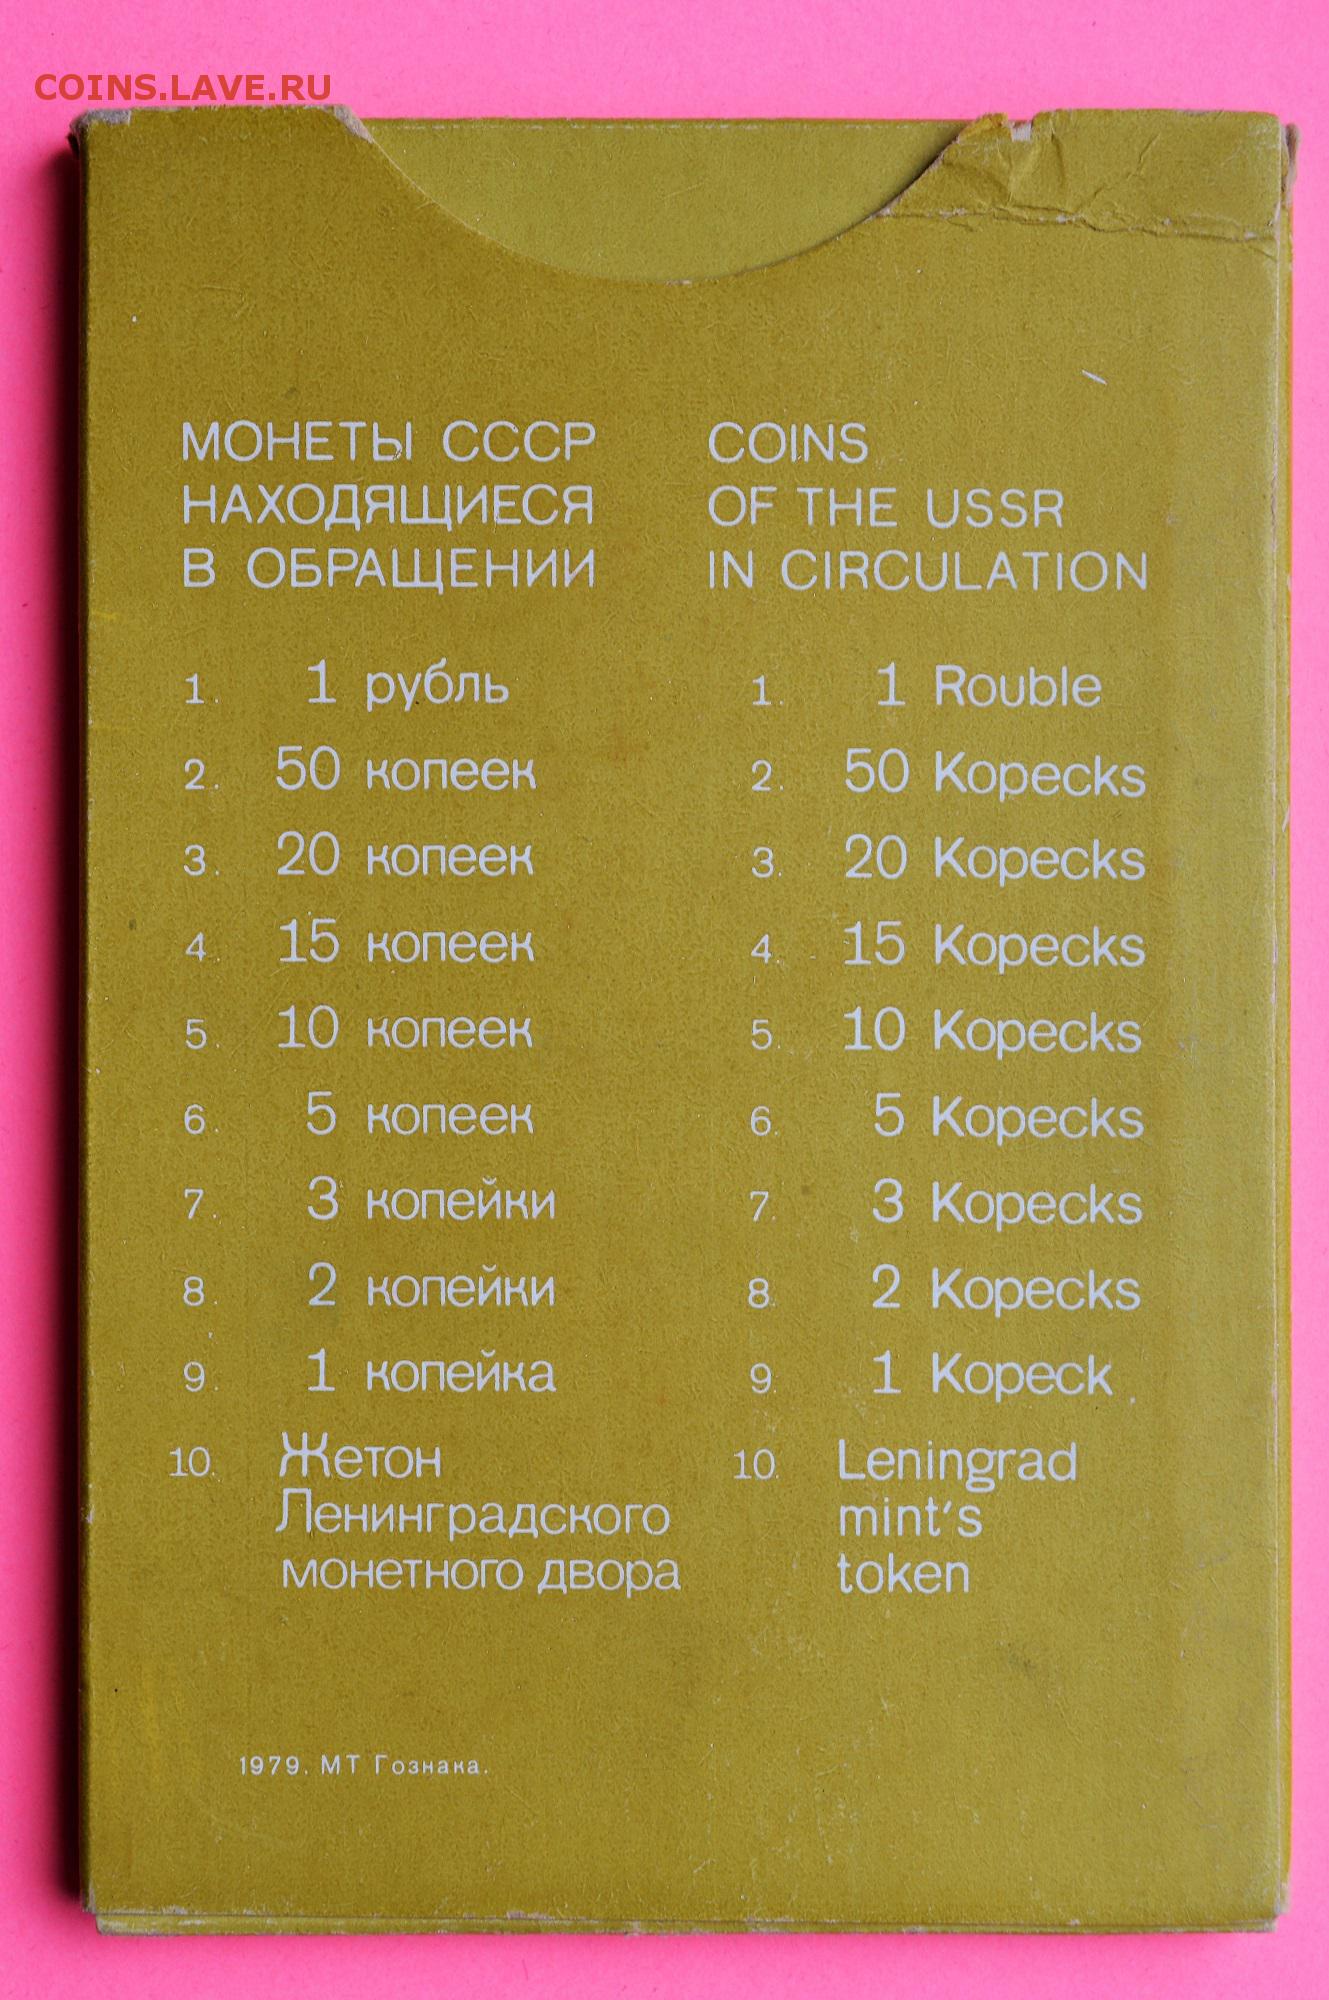 COINS.LAVE.RU
МОНЕТЫ СССР
НАХОДЯЩИЕСЯ
В ОБРАЩЕНИИ
1. 1 рубль
2. 50 копеек
3. 20 копеек
4. 15 копеек
5. 10 копеек
6. 5 копеек
7. 3 копейки
8. 2 копейки
9. 1 копейка
10. Жетон
Ленинградского
монетного двора
COINS
OF THE USSR
IN CIRCULATION
1. 1 Rouble
2. 50 Kopecks
3. 20 Kopecks
4. 15 Kopecks
5. 10 Kopecks
6. 5 Kopecks
7. 3 Kopecks
8. 2 Kopecks
9. 1 Kopeck
10. Leningrad
mint's
token
1979. МТ Гознака.